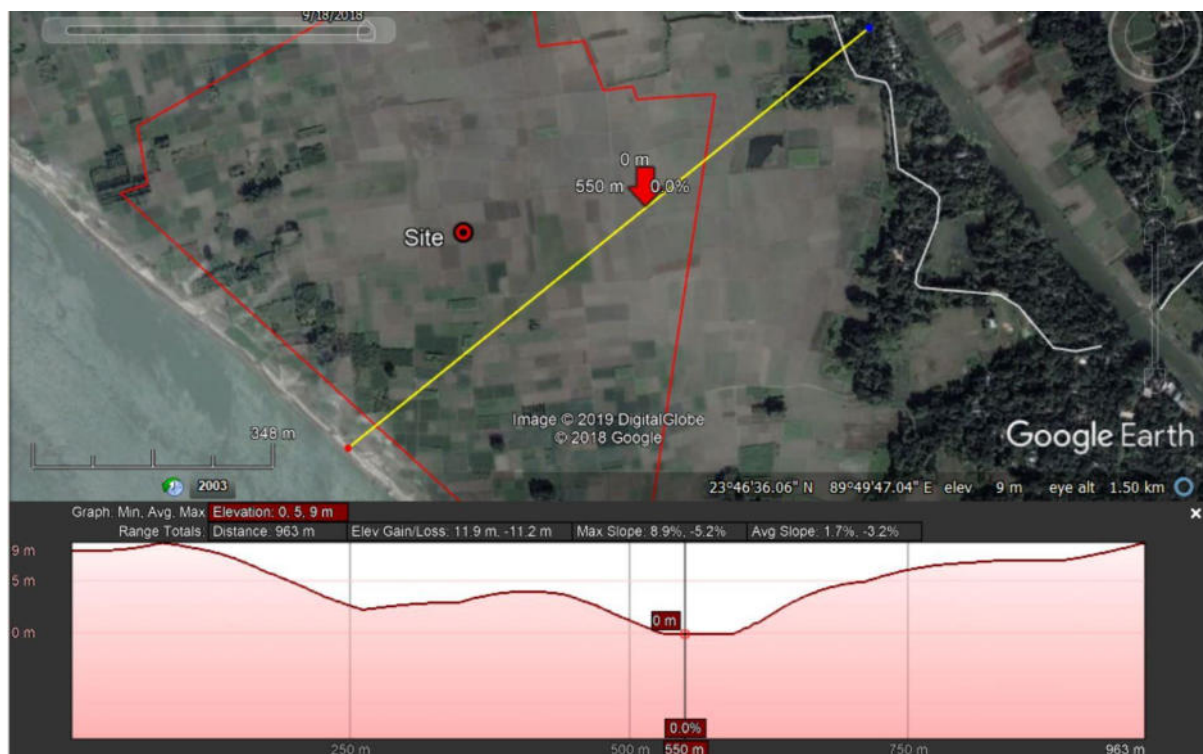 9/18/2018
0 m
550 m 0.0%
Site
Image © 2019 DigitalGlobe
© 2018 Google
348 m
Google Earth
2003
23°46'36.06" N 89°49'47.04" E elev 9 m eye alt 1.50 km
Graph: Min, Avg, Max Elevation: 0, 5, 9 m
Range Totals: Distance: 963 m Elev Gain/Loss: 11.9 m, -11.2 m Max Slope: 8.9%, -5.2% Avg Slope: 1.7%, -3.2%
9 m
5 m
0 m
0 m
0.0%
250 m 500 m 550 m 750 m 963 m